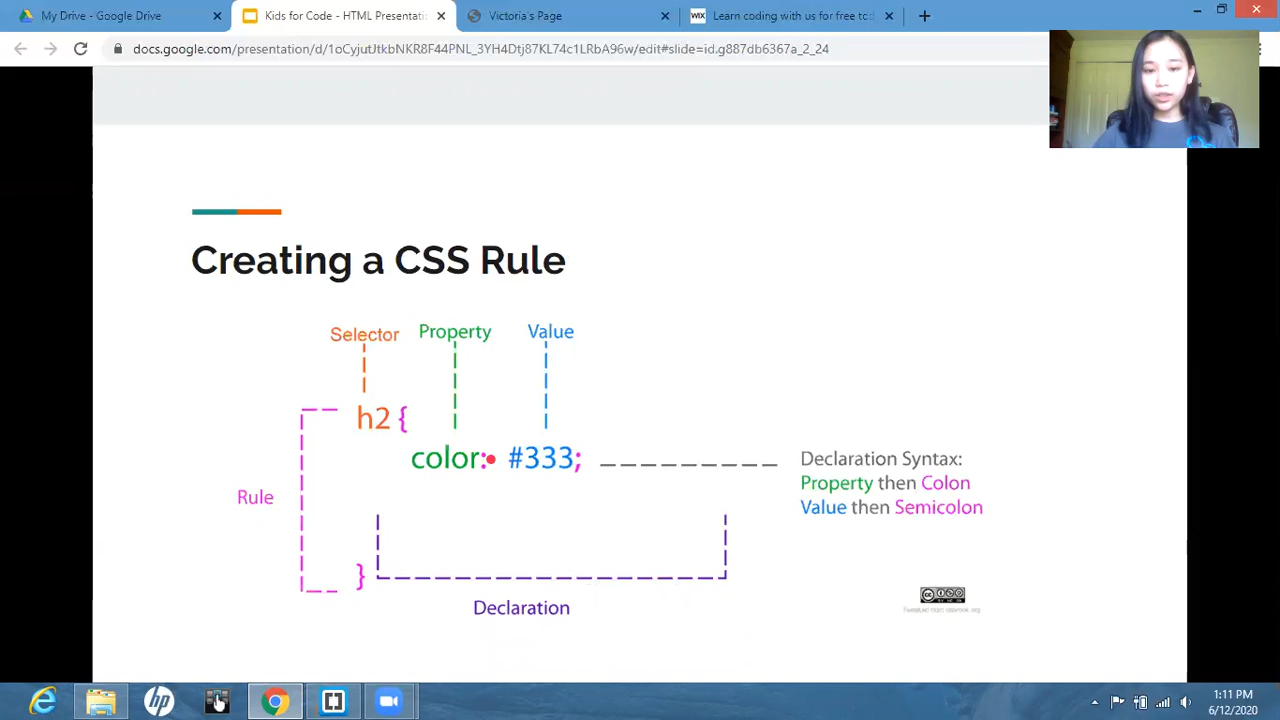 My Drive - Google Drive
Kids for Code - HTML Presentati
Victoria's Page
WIX
Learn coding with us for free to:
docs.google.com/presentation/d/1oCyjutJtkbNKR8F44PNL_3YH4Dtj87KL74c1LRbA96w/edit#slide=id.g887db6367a_2_24
Creating a CSS Rule
Selector Property Value
h2 {
color: #333;
Declaration Syntax:
Property then Colon
Value then Semicolon
Rule
}
Declaration
1:11 PM
6/12/2020